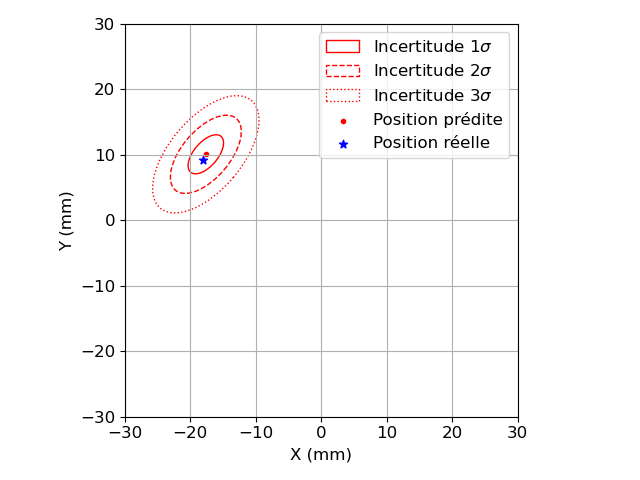 30
20
10
0
−10
−20
−30
Y (mm)
Incertitude 1σ
Incertitude 2σ
Incertitude 3σ
Position prédite
Position réelle
−30 −20 −10 0 10 20 30
X (mm)